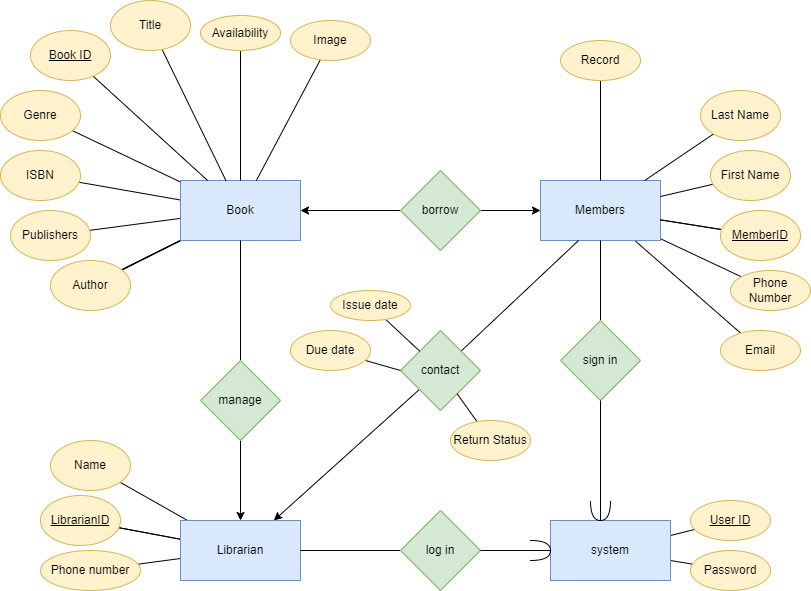 Title
Availability
Image
Book ID
Record
Genre
Last Name
ISBN
First Name
Book
borrow
Members
Publishers
MemberID
Author
Phone
Number
Issue date
Due date
contact
sign in
Email
manage
Return Status
Name
LibrarianID
User ID
Librarian
log in
system
Phone number
Password